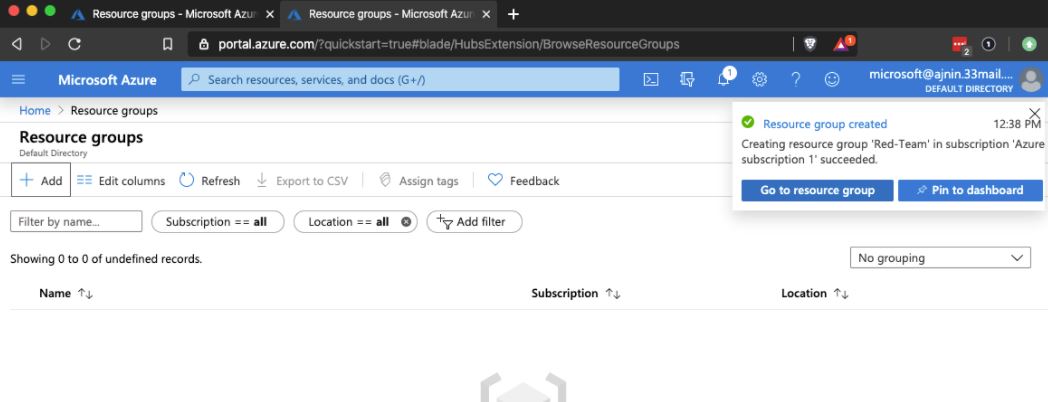 Resource groups - Microsoft Azur
Resource groups - Microsoft Azur
portal.azure.com/?quickstart=true#blade/HubsExtension/BrowseResourceGroups
1
2
1
Microsoft Azure
Search resources, services, and docs (G+/)
1
microsoft@ajnin.33mail....
DEFAULT DIRECTORY
Home > Resource groups
Resource groups
Default Directory
Resource group created 12:38 PM
Creating resource group 'Red-Team' in subscription 'Azure
subscription 1' succeeded.
Go to resource group
Pin to dashboard
Add
Edit columns
Refresh
Export to CSV
Assign tags
Feedback
Filter by name...
Subscription == all
Location == all
Add filter
Showing 0 to 0 of undefined records.
No grouping
Name
Subscription
Location